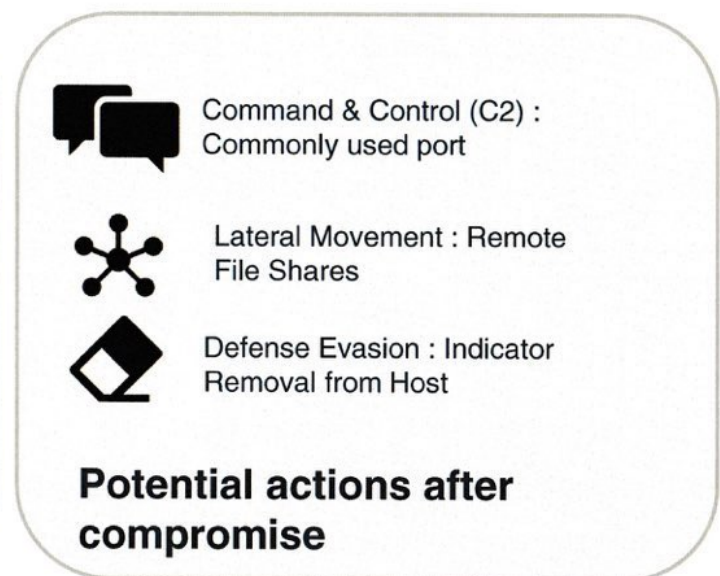 Command & Control (C2) :
Commonly used port
Lateral Movement : Remote
File Shares
Defense Evasion : Indicator
Removal from Host
Potential actions after
compromise